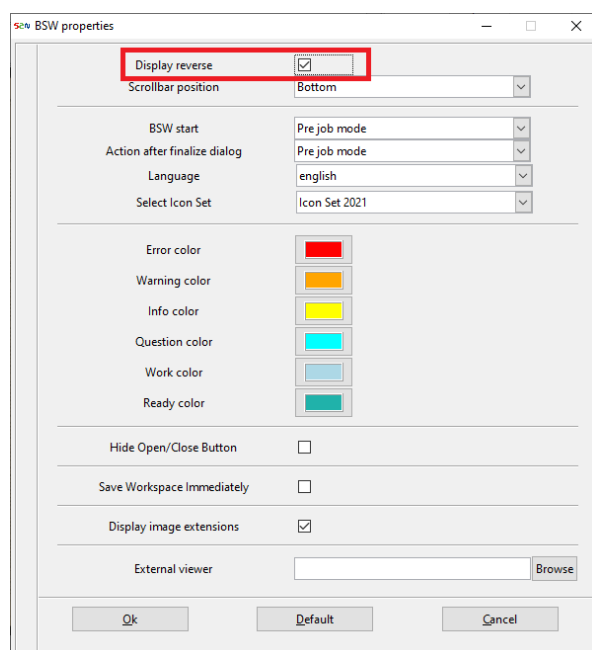 S2N BSW properties
Display reverse
Scrollbar position Bottom
BSW start Pre job mode
Action after finalize dialog Pre job mode
Language english
Select Icon Set Icon Set 2021
Error color
Warning color
Info color
Question color
Work color
Ready color
Hide Open/Close Button
Save Workspace Immediately
Display image extensions
External viewer Browse
Ok Default Cancel